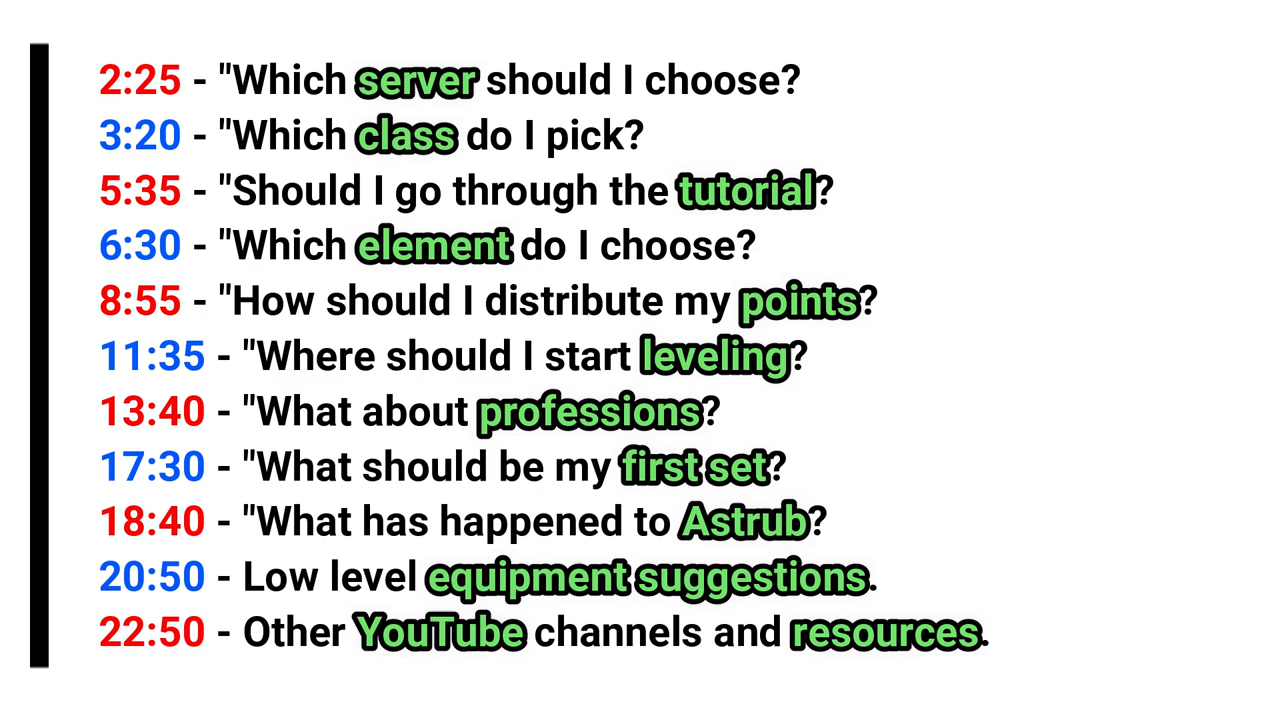 2:25 - "Which server should I choose?
3:20 - "Which class do I pick?
5:35 - "Should I go through the tutorial?
6:30 - "Which element do I choose?
8:55 - "How should I distribute my points?
11:35 - "Where should I start leveling?
13:40 - "What about professions?
17:30 - "What should be my first set?
18:40 - "What has happened to Astrub?
20:50 - Low level equipment suggestions.
22:50 - Other YouTube channels and resources.